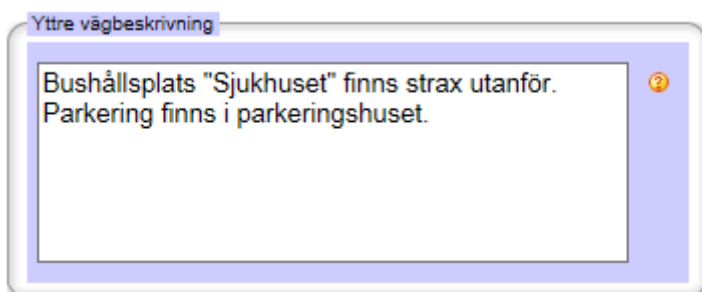 Yttre vägbeskrivning
Bushållsplats "Sjukhuset" finns strax utanför.
Parkering finns i parkeringshuset.